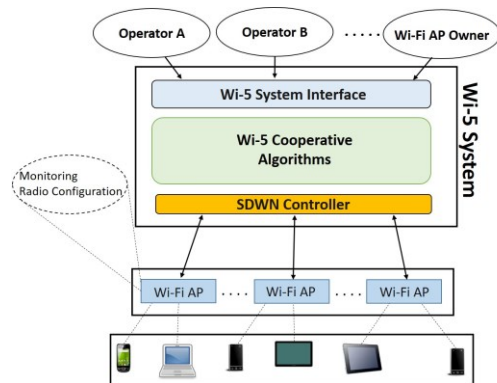 Operator A
Operator B
.....
Wi-Fi AP Owner
Wi-5 System Interface
Wi-5 Cooperative
Algorithms
SDWN Controller
Wi-5 System
Monitoring
Radio Configuration
Wi-Fi AP
....
Wi-Fi AP
....
Wi-Fi AP